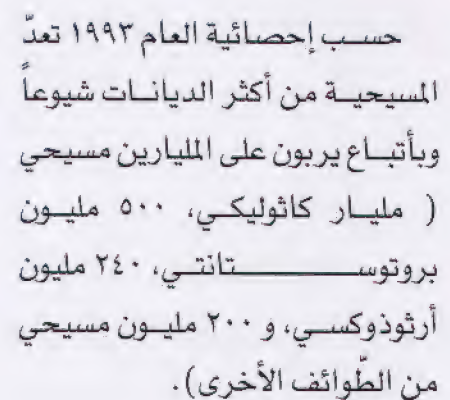 حسب إحصائية العام ١٩٩٣ تعدّ
المسيحية من أكثر الديانات شيوعاً
وبأتباع يربون على المليارين مسيحي
( مليار كاثوليكي، ٥٠٠ مليون
بروتوستانتي، ٢٤٠ مليون
أرثوذوكسي، و ٢٠٠ مليون مسيحي
من الطّوائف الأخرى).